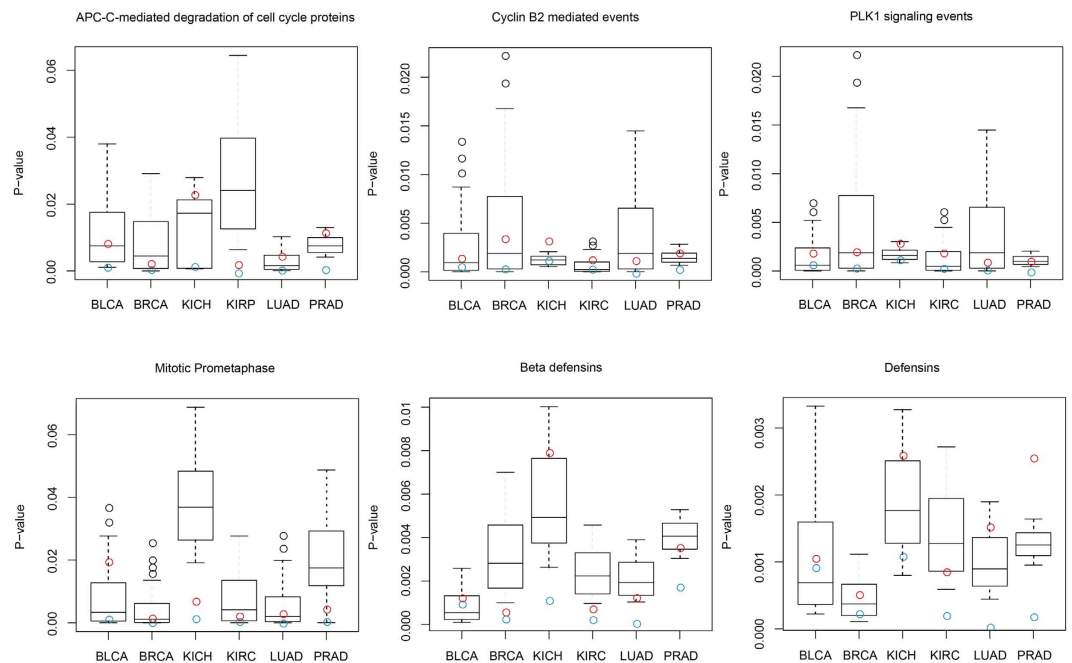 APC-C-mediated degradation of cell cycle proteins
Cyclin B2 mediated events
PLK1 signaling events
P-value
0.00 0.02 0.04 0.06
BLCA BRCA KICH KIRP LUAD PRAD
P-value
0.000 0.005 0.010 0.015 0.020
BLCA BRCA KICH KIRC LUAD PRAD
P-value
0.000 0.005 0.010 0.015 0.020
BLCA BRCA KICH KIRC LUAD PRAD
Mitotic Prometaphase
Beta defensins
Defensins
P-value
0.00 0.02 0.04 0.06
BLCA BRCA KICH KIRC LUAD PRAD
P-value
0.000 0.002 0.004 0.006 0.008 0.01
BLCA BRCA KICH KIRC LUAD PRAD
P-value
0.000 0.001 0.002 0.003
BLCA BRCA KICH KIRC LUAD PRAD